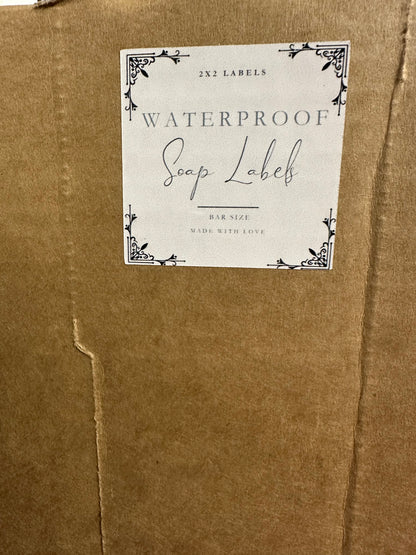 2X2 LABELS
WATERPROOF
Soap Labels
BAR SIZE
MADE WITH LOVE